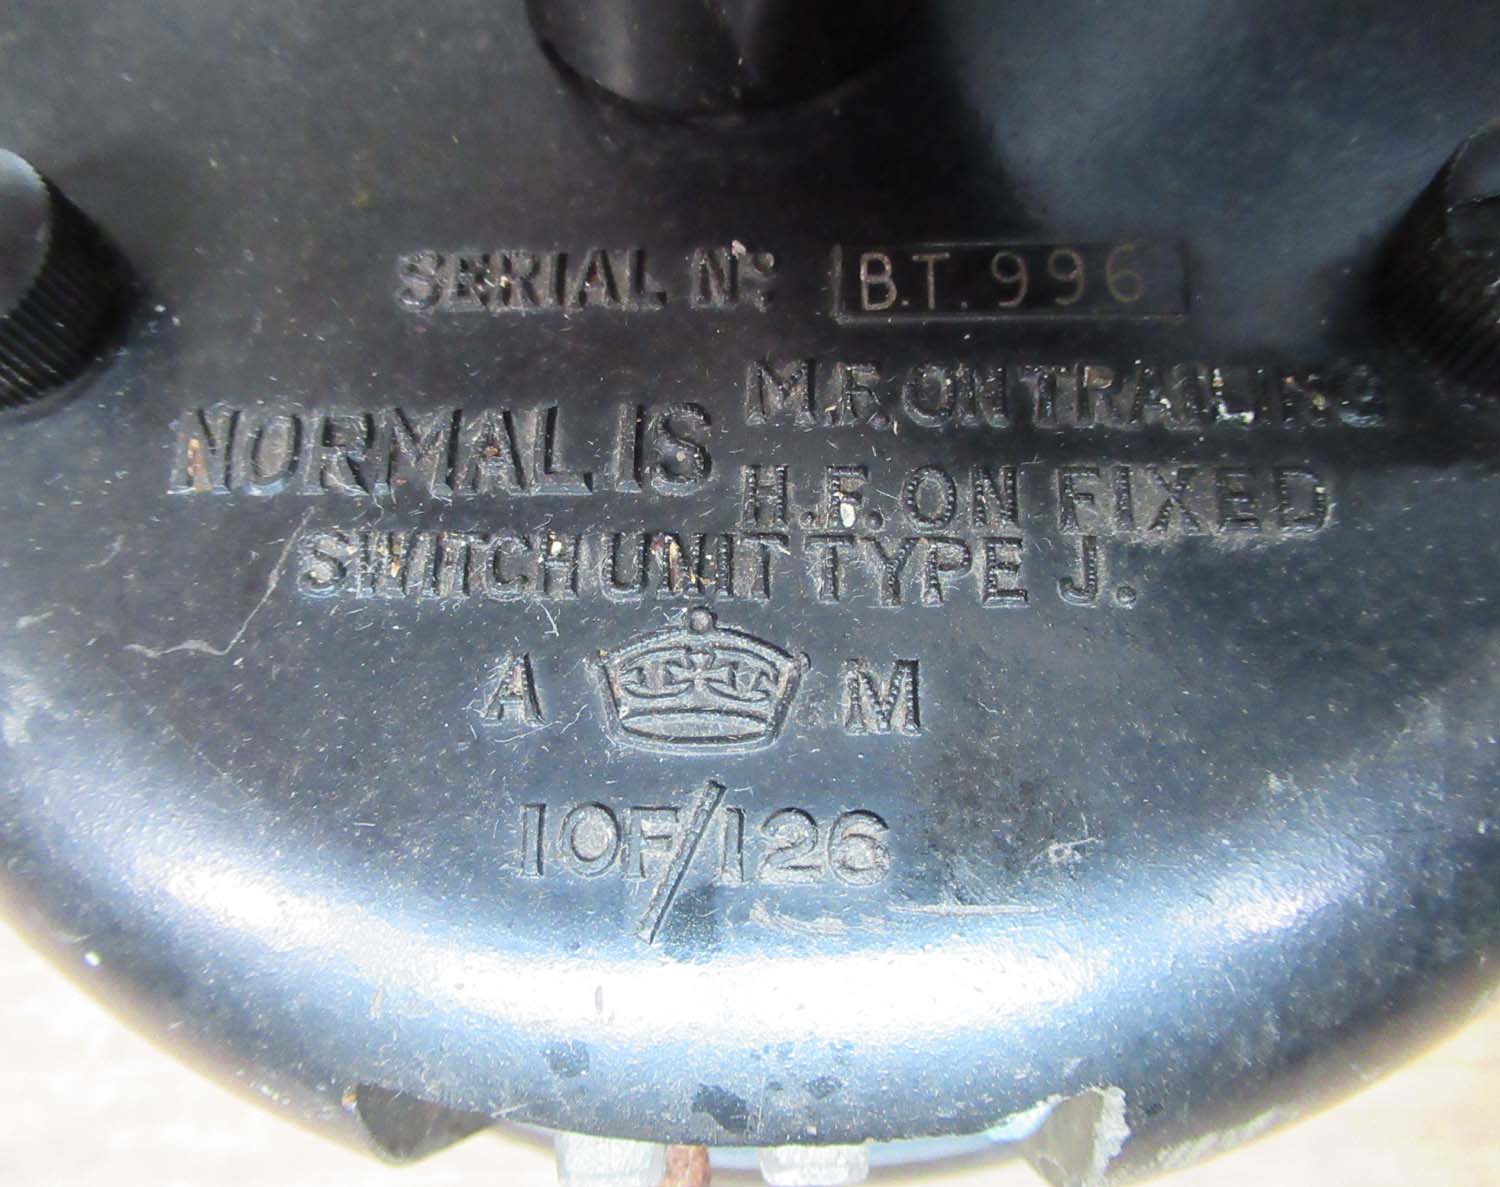 SERIAL No. B.T. 996
NORMAL IS M.F. ON TRAILING
H.F. ON FIXED
SWITCH UNIT TYPE J.
A M
10F/126